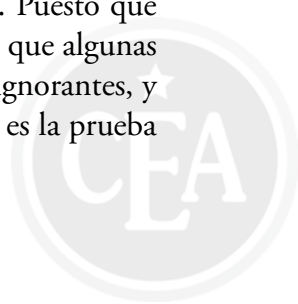 . Puesto que
que algunas
ignorantes, y
es la prueba
CEA